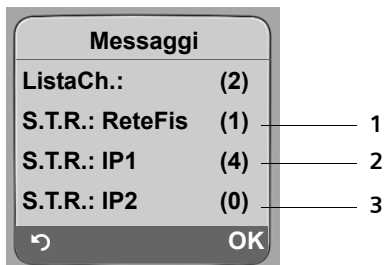 Messaggi
ListaCh.: (2)
S.T.R.: ReteFis (1) 1
S.T.R.: IP1 (4) 2
S.T.R.: IP2 (0) 3
OK